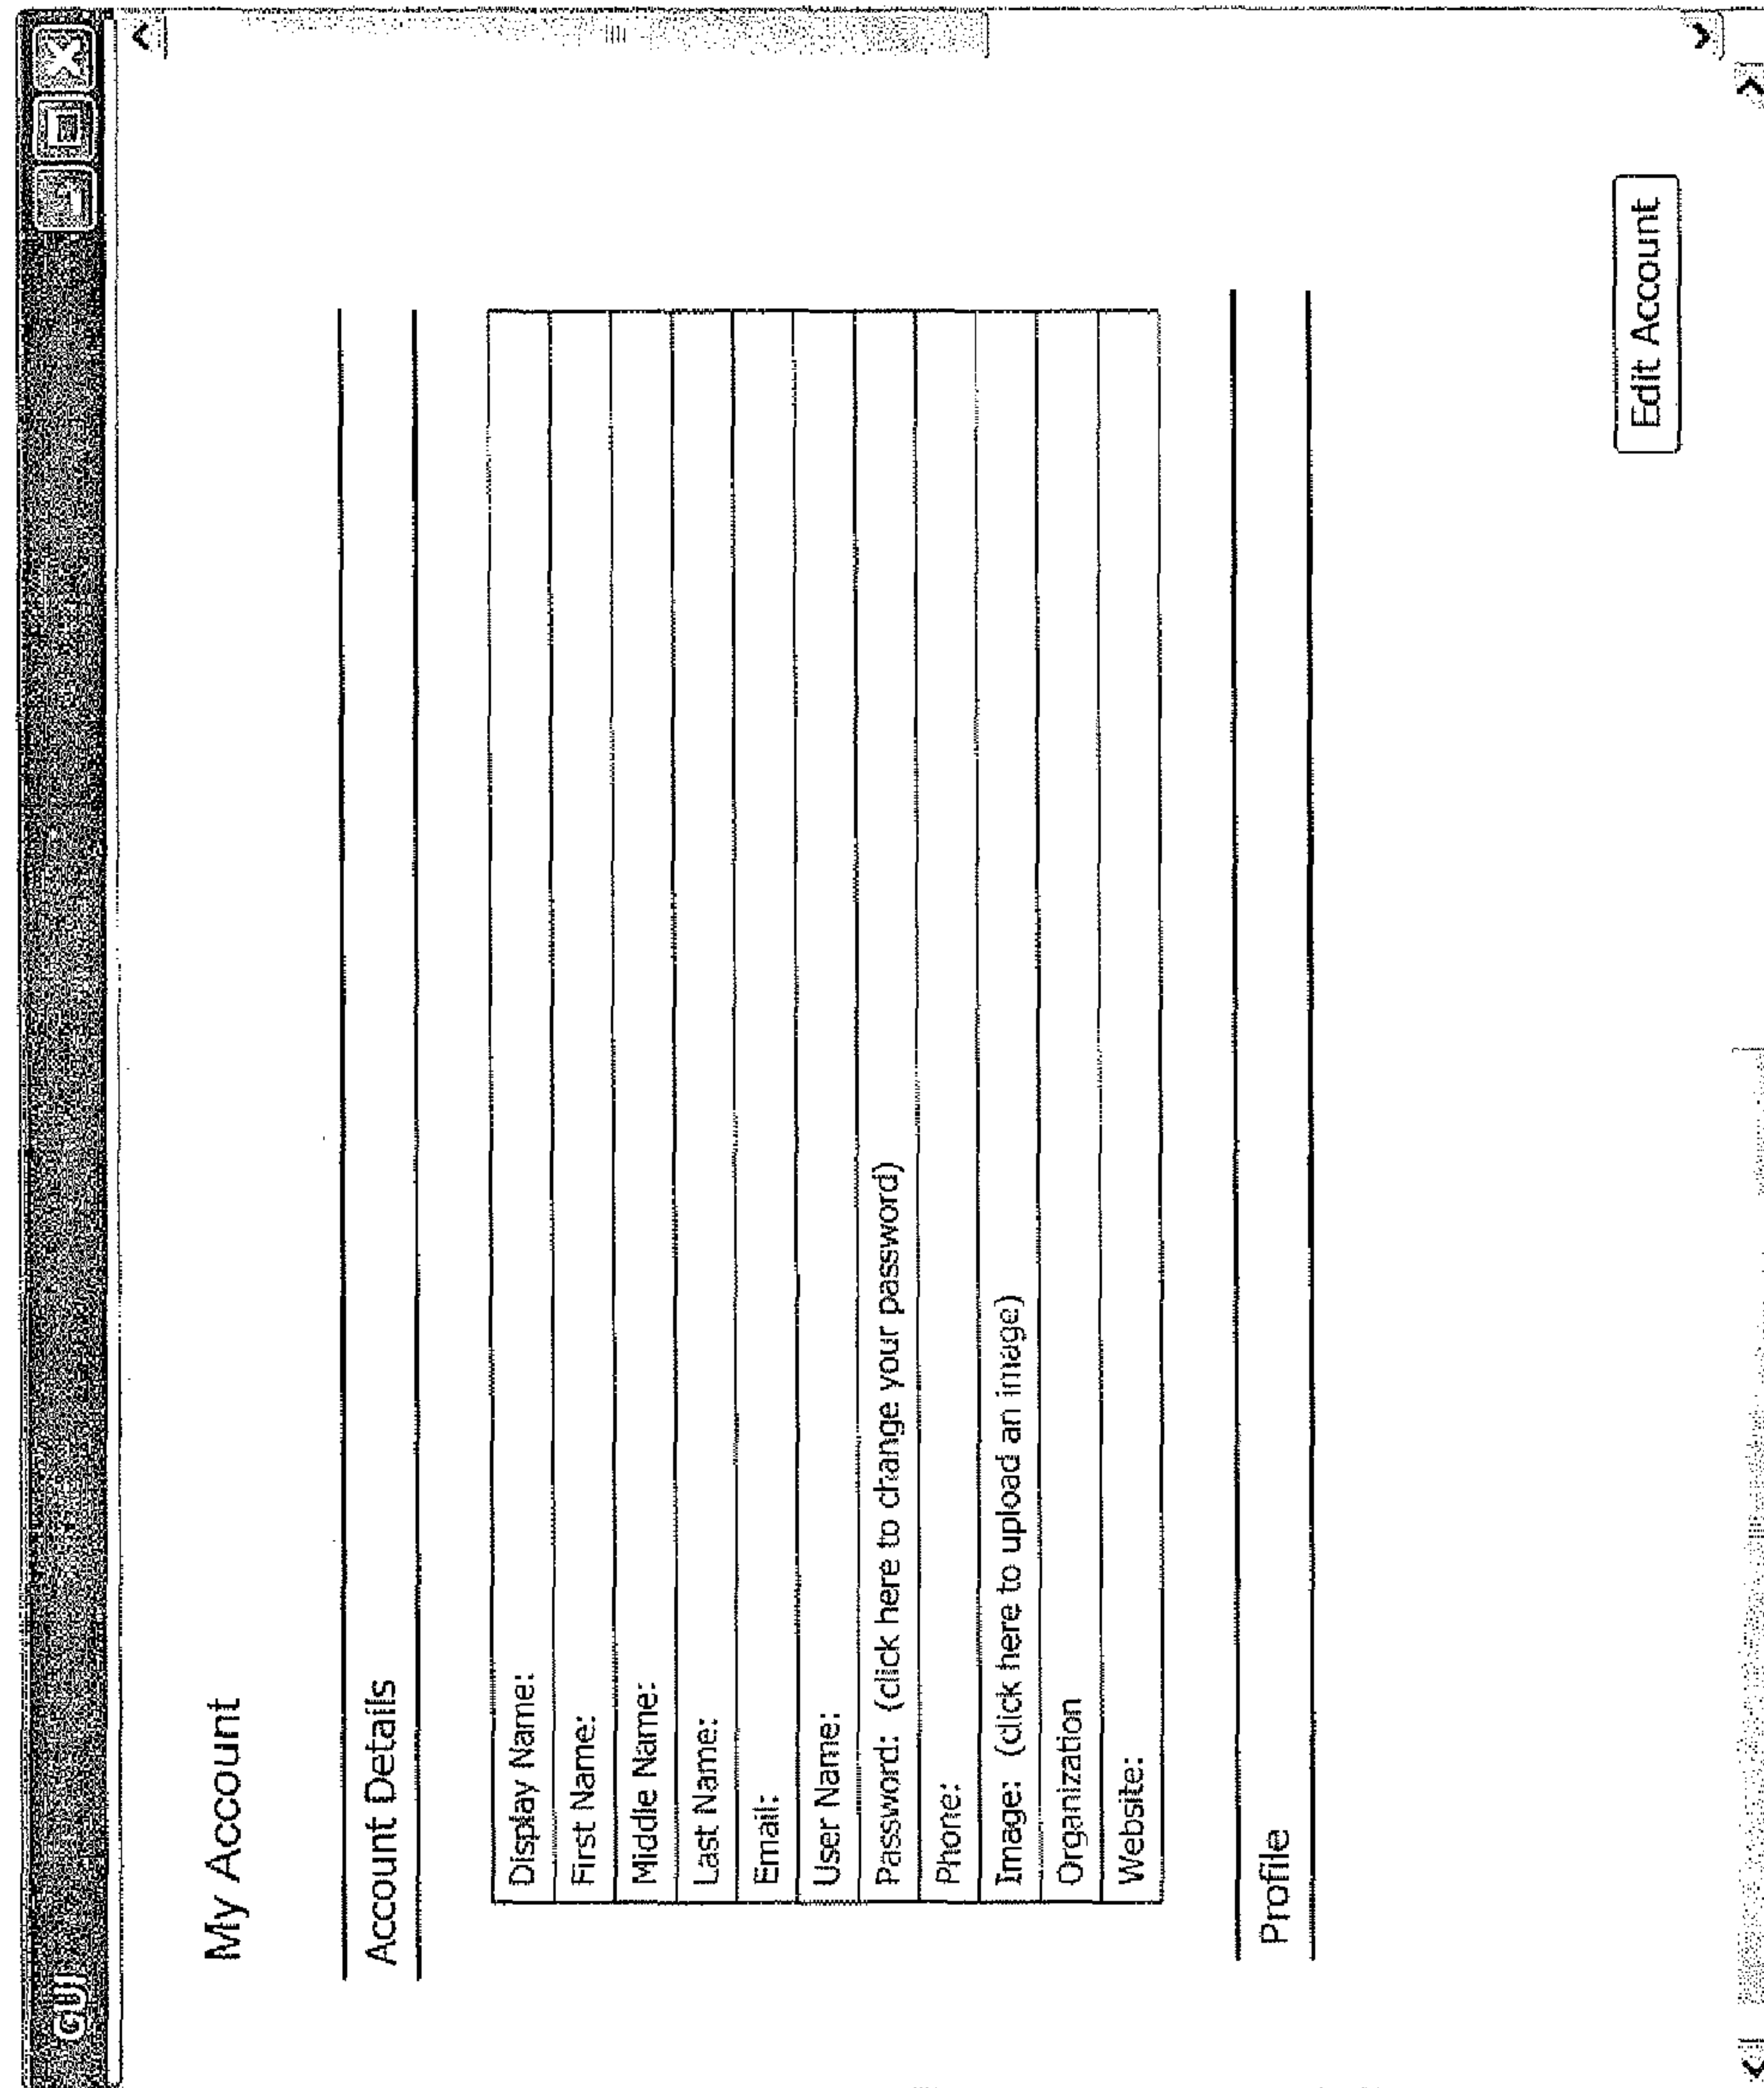 GUI
My Account
Account Details
Display Name:
First Name:
Middle Name:
Last Name:
Email:
User Name:
Password: (click here to change your password)
Phone:
Image: (click here to upload an image)
Organization
Website:
Profile
Edit Account